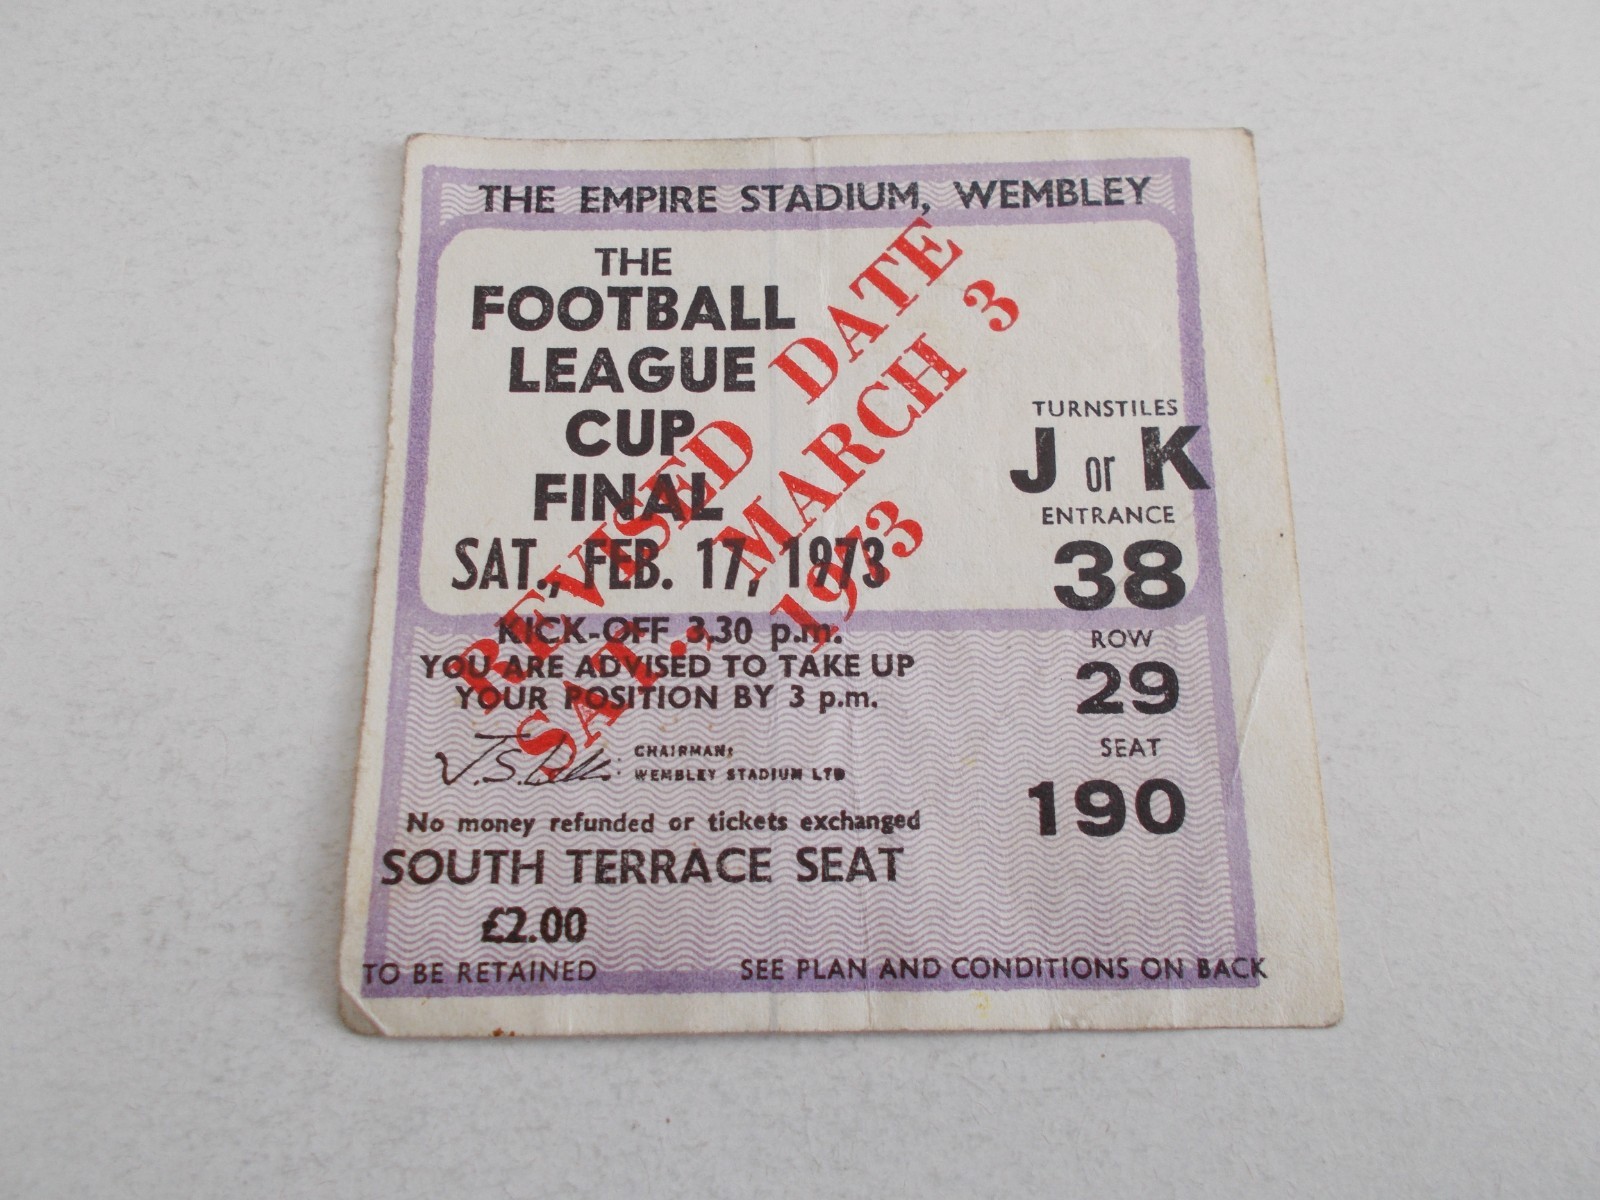 THE EMPIRE STADIUM, WEMBLEY
THE
FOOTBALL
LEAGUE
CUP
FINAL
SAT., FEB. 17, 1973
REVISED DATE
SAT., MARCH 3
1973
KICK-OFF 3.30 p.m.
YOU ARE ADVISED TO TAKE UP
YOUR POSITION BY 3 p.m.
CHAIRMAN:
WEMBLEY STADIUM LTD
No money refunded or tickets exchanged
SOUTH TERRACE SEAT
£2.00
TO BE RETAINED
TURNSTILES
J or K
ENTRANCE
38
ROW
29
SEAT
190
SEE PLAN AND CONDITIONS ON BACK